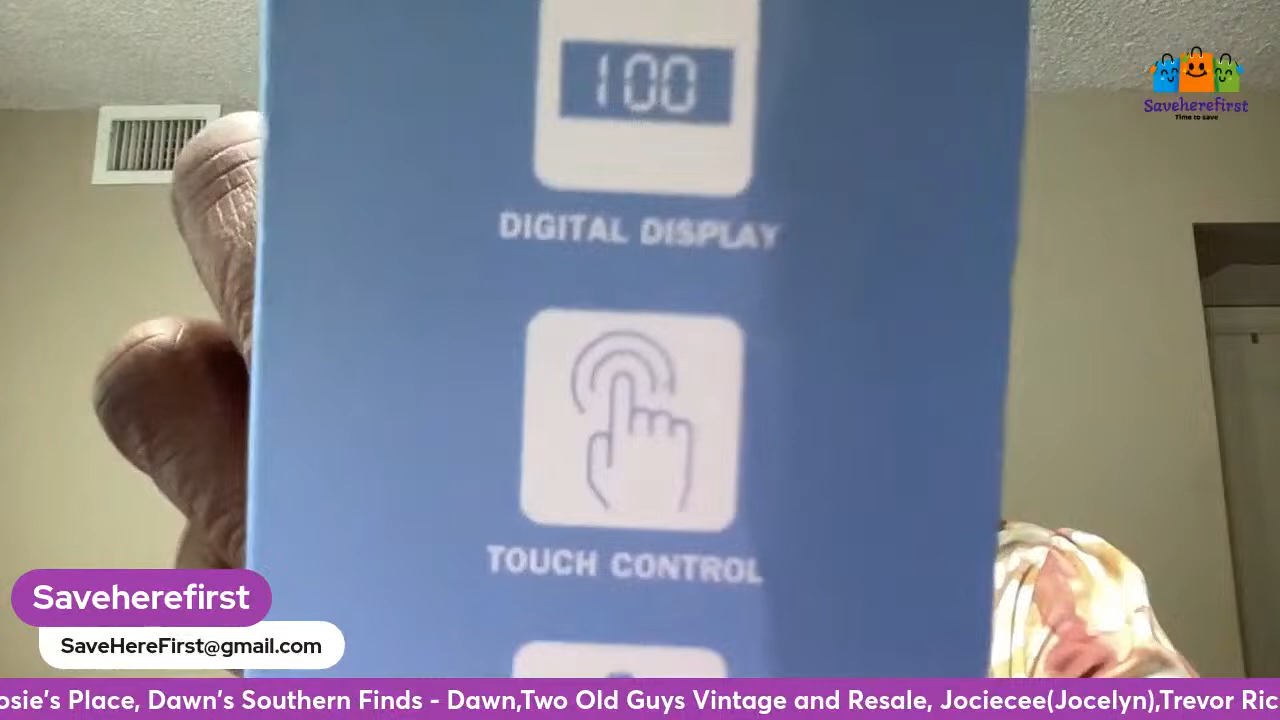 100
Saveherefirst
Time to save
DIGITAL DISPLAY
TOUCH CONTROL
Saveherefirst
SaveHereFirst@gmail.com
osie's Place, Dawn's Southern Finds - Dawn,Two Old Guys Vintage and Resale, Jociecee(Jocelyn),Trevor Ric